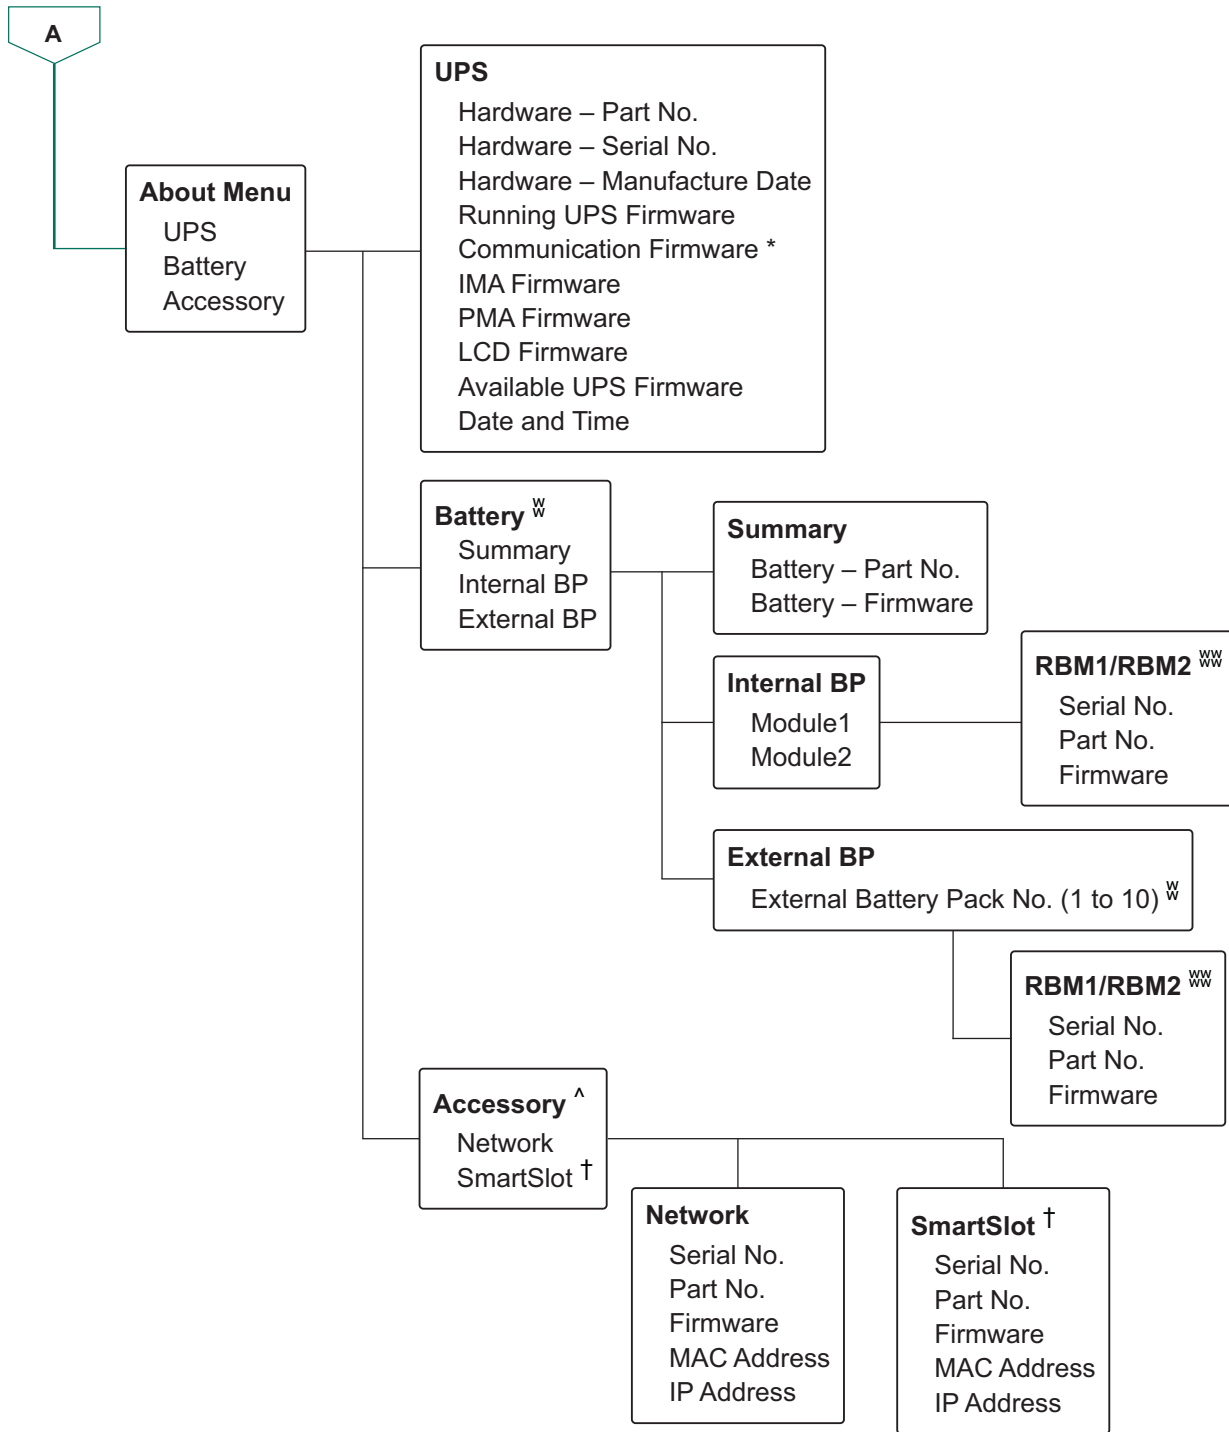 A
About Menu
UPS
Battery
Accessory
UPS
Hardware – Part No.
Hardware – Serial No.
Hardware – Manufacture Date
Running UPS Firmware
Communication Firmware *
IMA Firmware
PMA Firmware
LCD Firmware
Available UPS Firmware
Date and Time
Battery ʷʷ
Summary
Internal BP
External BP
Summary
Battery – Part No.
Battery – Firmware
Internal BP
Module1
Module2
RBM1/RBM2 ʷʷʷʷ
Serial No.
Part No.
Firmware
External BP
External Battery Pack No. (1 to 10) ʷʷ
RBM1/RBM2 ʷʷʷʷ
Serial No.
Part No.
Firmware
Accessory ^
Network
SmartSlot †
Network
Serial No.
Part No.
Firmware
MAC Address
IP Address
SmartSlot †
Serial No.
Part No.
Firmware
MAC Address
IP Address